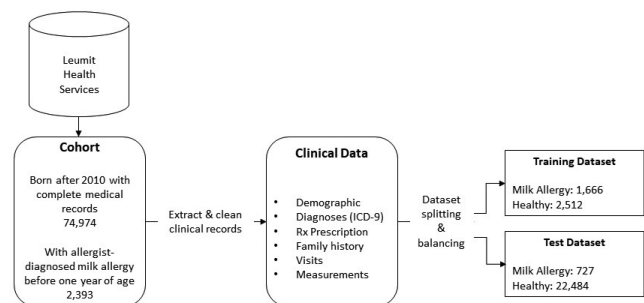 Leumit
Health
Services
Cohort
Born after 2010 with
complete medical
records
74,974
With allergist-
diagnosed milk allergy
before one year of age
2,393
Extract & clean
clinical records
Clinical Data
• Demographic
• Diagnoses (ICD-9)
• Rx Prescription
• Family history
• Visits
• Measurements
Dataset
splitting
&
balancing
Training Dataset
Milk Allergy: 1,666
Healthy: 2,512
Test Dataset
Milk Allergy: 727
Healthy: 22,484